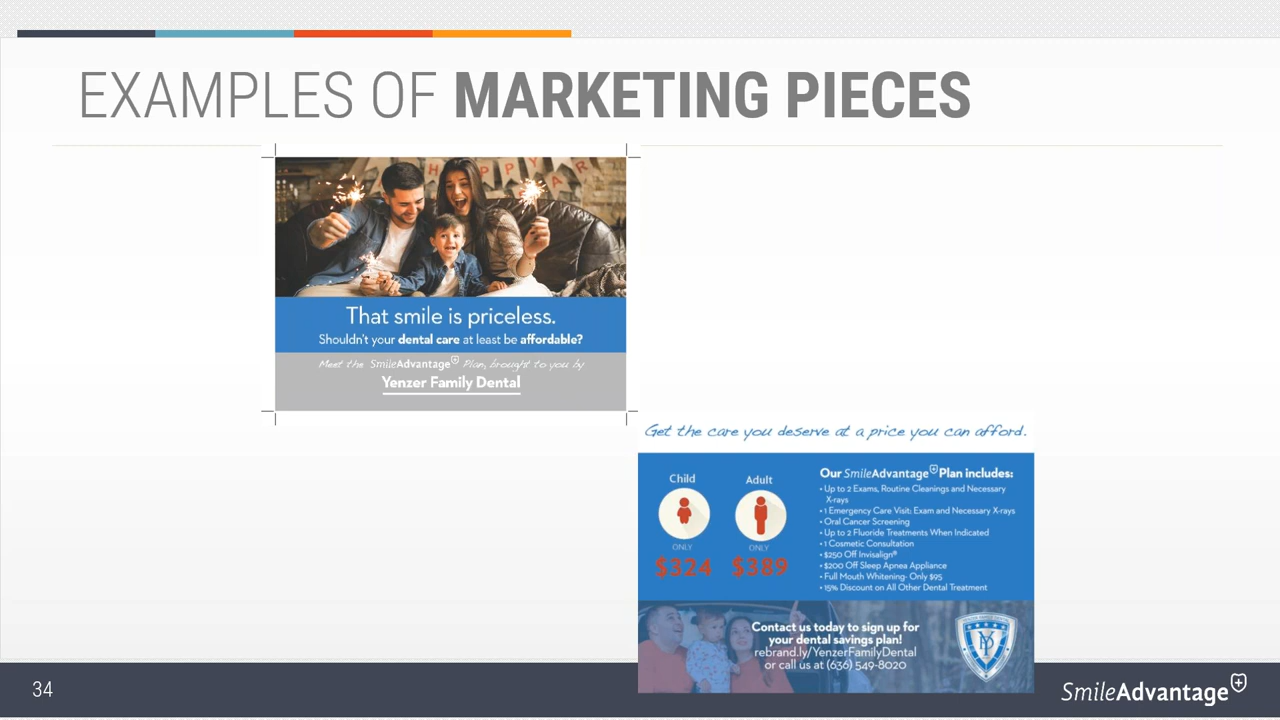 EXAMPLES OF MARKETING PIECES
HAPPY
AR
That smile is priceless.
Shouldn't your dental care at least be affordable?
Meet the SmileAdvantage Plan, brought to you by
Yenzer Family Dental
Get the care you deserve at a price you can afford.
Child
Adult
ONLY
ONLY
$324
$389
Our SmileAdvantage Plan includes:
• Up to 2 Exams, Routine Cleanings and Necessary
X-rays
• 1 Emergency Care Visit; Exam and Necessary X-rays
• Oral Cancer Screening
• Up to 2 Fluoride Treatments When Indicated
• 1 Cosmetic Consultation
• $250 Off Invisalign®
• $200 Off Sleep Apnea Appliance
• Full Mouth Whitening- Only $95
• 15% Discount on All Other Dental Treatment
Contact us today to sign up for
your dental savings plan!
rebrand.ly/YenzerFamilyDental
or call us at (636) 549-8020
34
SmileAdvantage